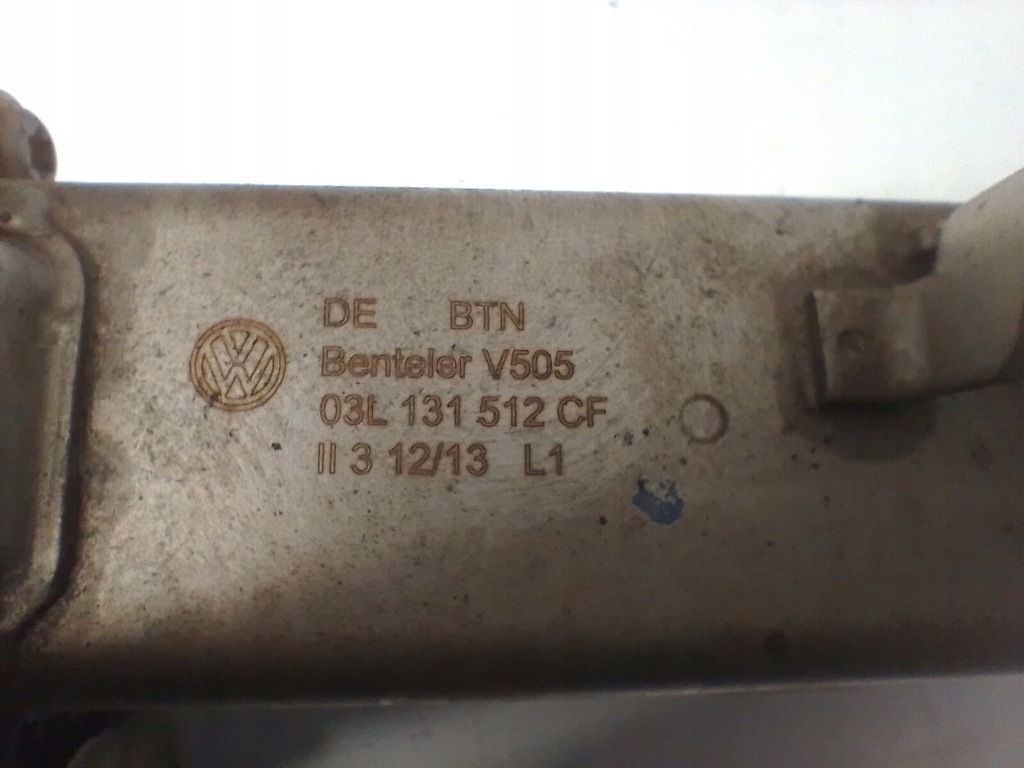 DE BTN
Benteler V505
03L 131 512 CF
II 3 12/13 L1